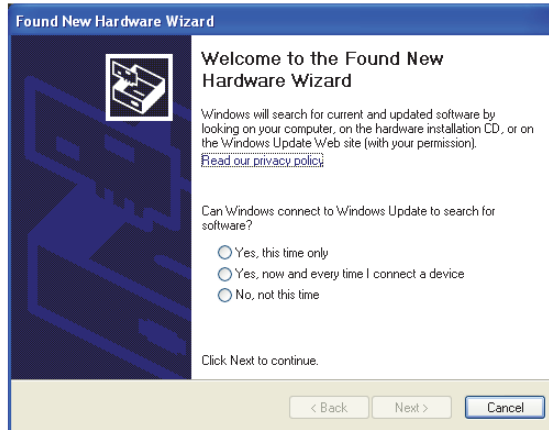 Found New Hardware Wizard
Welcome to the Found New
Hardware Wizard
Windows will search for current and updated software by
looking on your computer, on the hardware installation CD, or on
the Windows Update Web site (with your permission).
Read our privacy policy
Can Windows connect to Windows Update to search for
software?
Yes, this time only
Yes, now and every time I connect a device
No, not this time
Click Next to continue.
< Back Next > Cancel